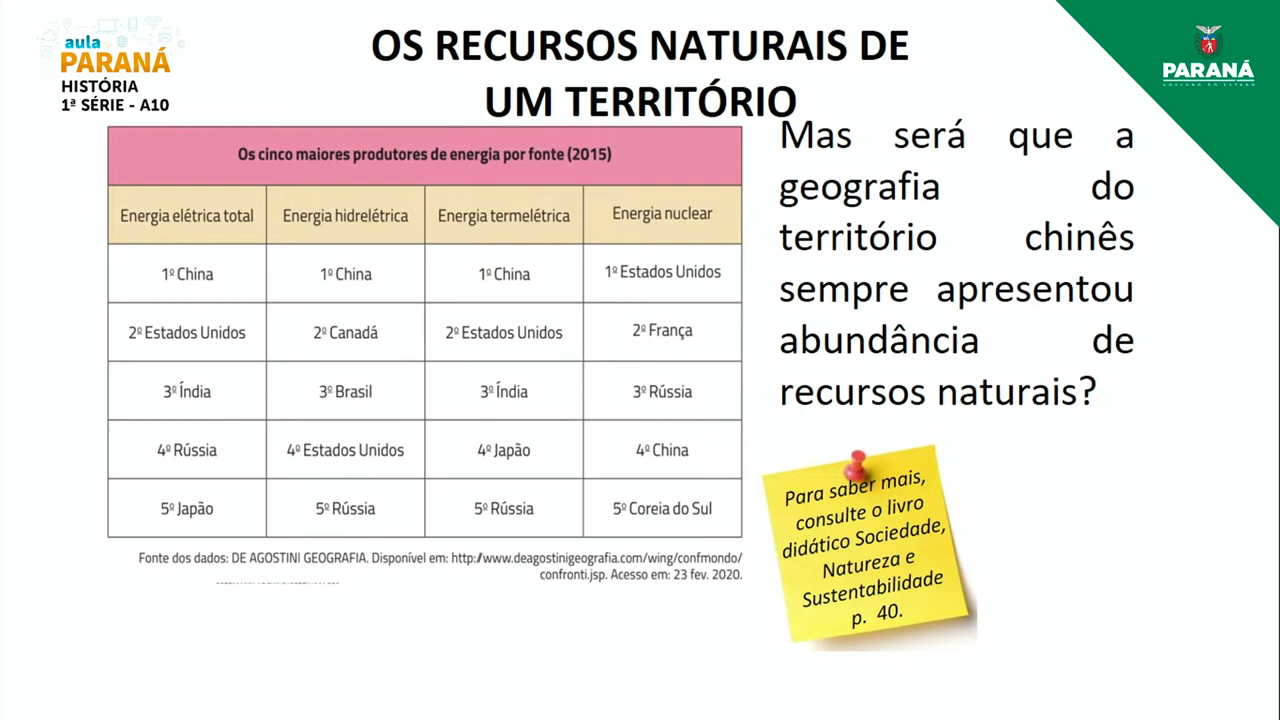 aula
PARANÁ
HISTÓRIA
1ª SÉRIE - A10
OS RECURSOS NATURAIS DE
UM TERRITÓRIO
PARANÁ
GOVERNO DO ESTADO
Os cinco maiores produtores de energia por fonte (2015)
Energia elétrica total Energia hidrelétrica Energia termelétrica Energia nuclear
1º China 1º China 1º China 1º Estados Unidos
2º Estados Unidos 2º Canadá 2º Estados Unidos 2º França
3º Índia 3º Brasil 3º Índia 3º Rússia
4º Rússia 4º Estados Unidos 4º Japão 4º China
5º Japão 5º Rússia 5º Rússia 5º Coreia do Sul
Fonte dos dados: DE AGOSTINI GEOGRAFIA. Disponível em: http://www.deagostinigeografia.com/wing/confmondo/
confronti.jsp. Acesso em: 23 fev. 2020.
Mas será que a
geografia do
território chinês
sempre apresentou
abundância de
recursos naturais?
Para saber mais,
consulte o livro
didático Sociedade,
Natureza e
Sustentabilidade
p. 40.